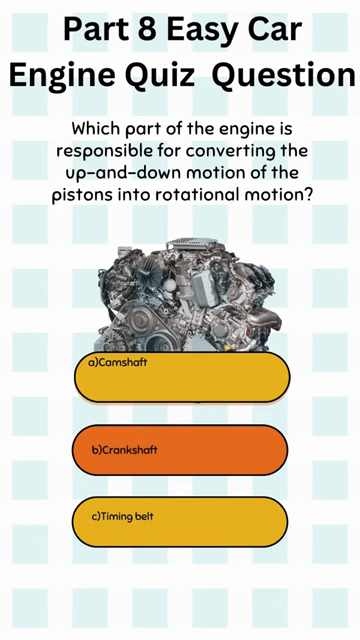 Part 8 Easy Car
Engine Quiz Question
Which part of the engine is
responsible for converting the
up-and-down motion of the
pistons into rotational motion?
a)Camshaft
b)Crankshaft
c)Timing belt